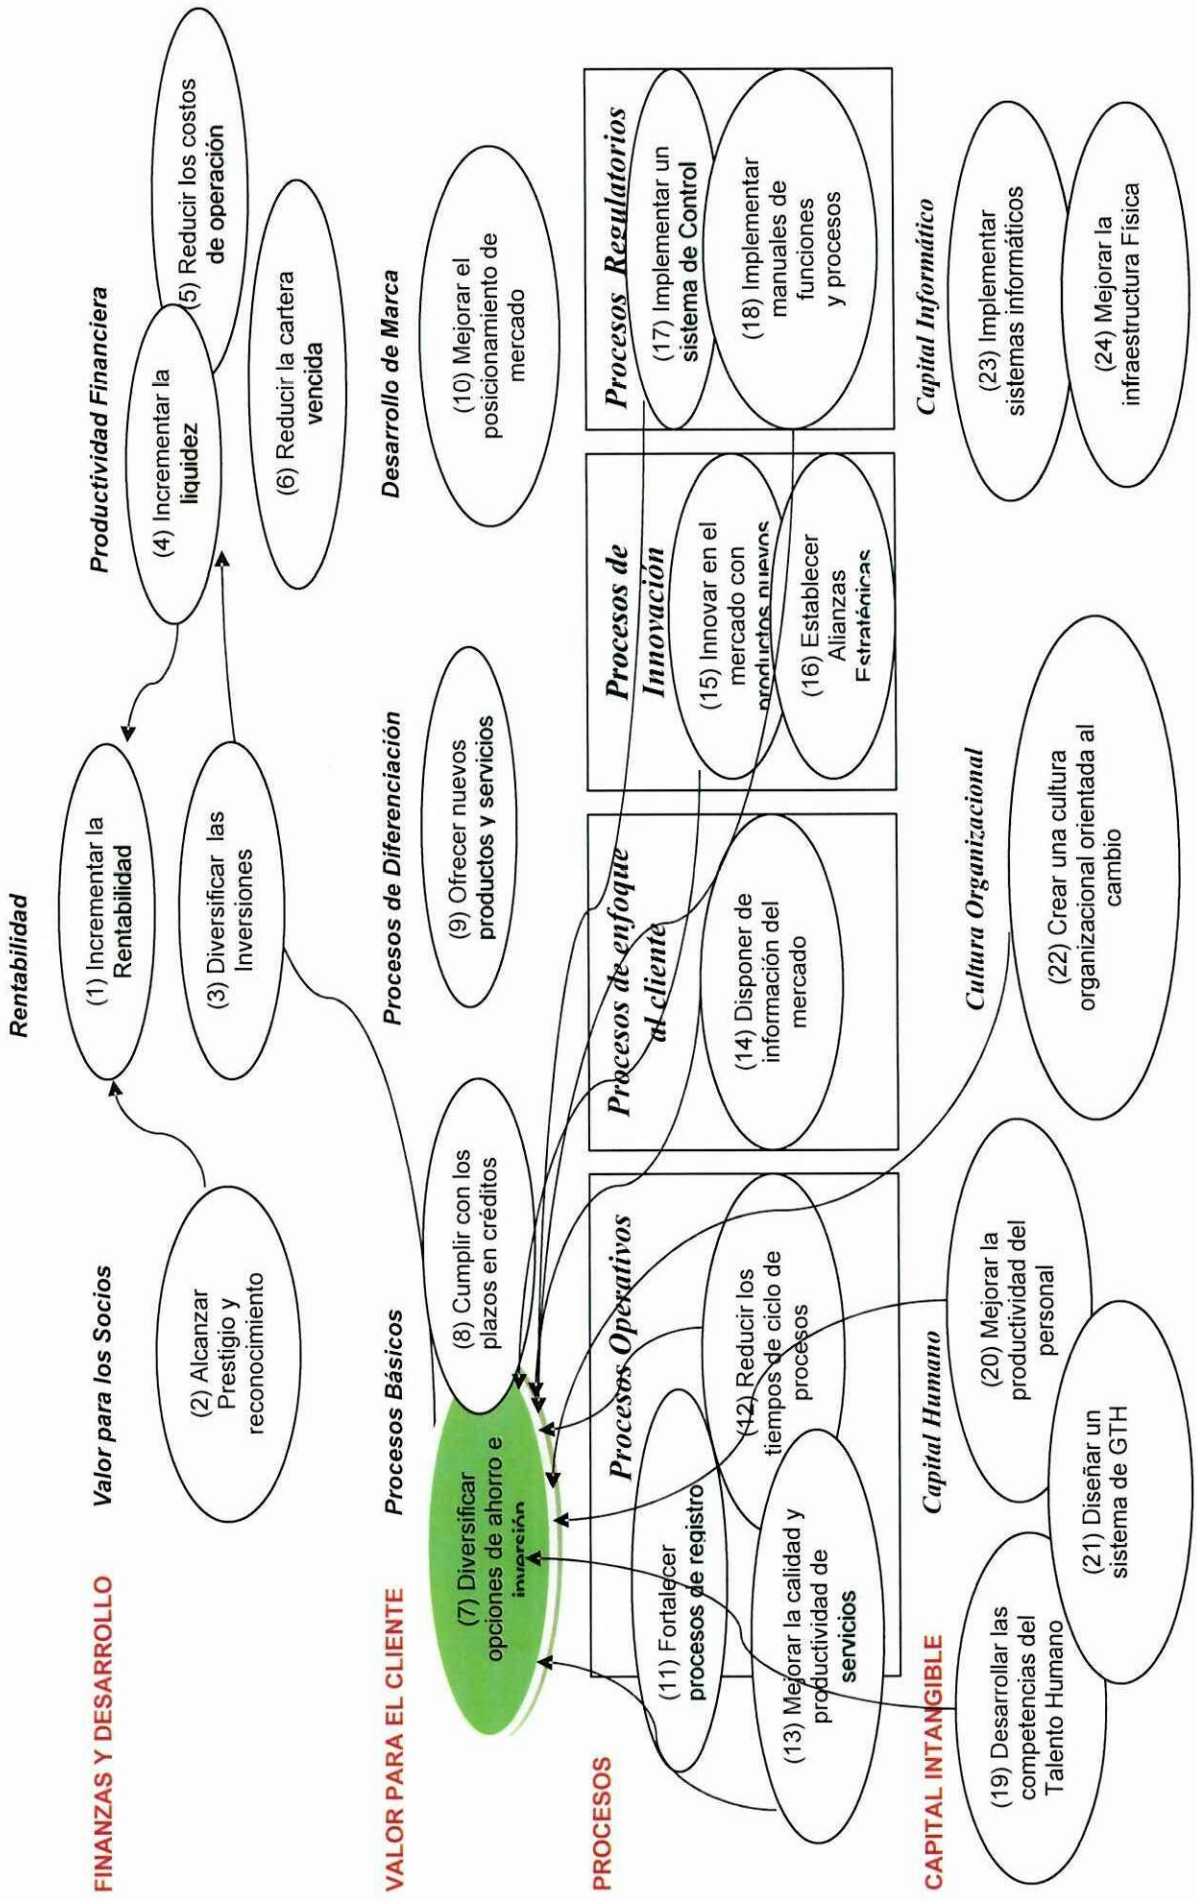 Rentabilidad
FINANZAS Y DESARROLLO
Valor para los Socios
Productividad Financiera
(2) Alcanzar
Prestigio y
reconocimiento
(1) Incrementar la
Rentabilidad
(3) Diversificar las
Inversiones
(4) Incrementar la
liquidez
(5) Reducir los costos
de operación
(6) Reducir la cartera
vencida
VALOR PARA EL CLIENTE
Procesos Básicos
Procesos de Diferenciación
Desarrollo de Marca
(7) Diversificar
opciones de ahorro e
inversión
(8) Cumplir con los
plazos en créditos
(9) Ofrecer nuevos
productos y servicios
(10) Mejorar el
posicionamiento de
mercado
PROCESOS
Procesos Operativos
(11) Fortalecer
procesos de registro
(12) Reducir los
tiempos de ciclo de
procesos
(13) Mejorar la calidad y
productividad de
servicios
Procesos de enfoque
al cliente
(14) Disponer de
información del
mercado
Procesos de
Innovación
(15) Innovar en el
mercado con
productos nuevos
(16) Establecer
Alianzas
Estratégicas
Procesos Regulatorios
(17) Implementar un
sistema de Control
(18) Implementar
manuales de
funciones
y procesos
CAPITAL INTANGIBLE
Capital Humano
Cultura Organizacional
Capital Informático
(19) Desarrollar las
competencias del
Talento Humano
(20) Mejorar la
productividad del
personal
(21) Diseñar un
sistema de GTH
(22) Crear una cultura
organizacional orientada al
cambio
(23) Implementar
sistemas informáticos
(24) Mejorar la
infraestructura Física